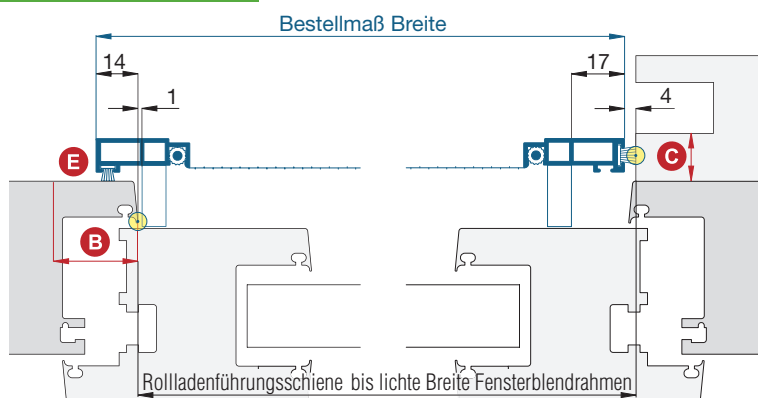 Bestellmaß Breite
14
17
1
4
E
C
B
Rollladenführungsschiene bis lichte Breite Fensterblendrahmen